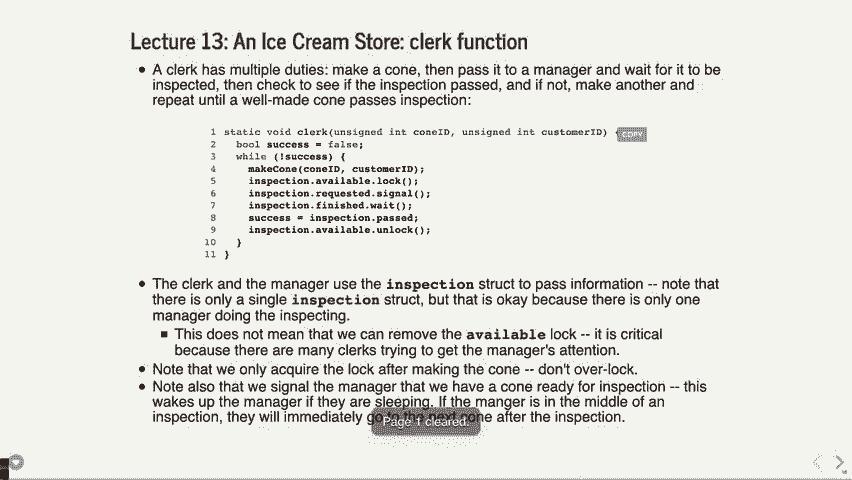 Lecture 13: An Ice Cream Store: clerk function
• A clerk has multiple duties: make a cone, then pass it to a manager and wait for it to be
inspected, then check to see if the inspection passed, and if not, make another and
repeat until a well-made cone passes inspection:
1 static void clerk(unsigned int coneID, unsigned int customerID) {
copy
2 bool success = false;
3 while (!success) {
4 makeCone(coneID, customerID);
5 inspection.available.lock();
6 inspection.requested.signal();
7 inspection.finished.wait();
8 success = inspection.passed;
9 inspection.available.unlock();
10 }
11 }
• The clerk and the manager use the inspection struct to pass information -- note that
there is only a single inspection struct, but that is okay because there is only one
manager doing the inspecting.
■ This does not mean that we can remove the available lock -- it is critical
because there are many clerks trying to get the manager's attention.
• Note that we only acquire the lock after making the cone -- don't over-lock.
• Note also that we signal the manager that we have a cone ready for inspection -- this
wakes up the manager if they are sleeping. If the manger is in the middle of an
inspection, they will immediately go to the next cone after the inspection.
Page 1 cleared.